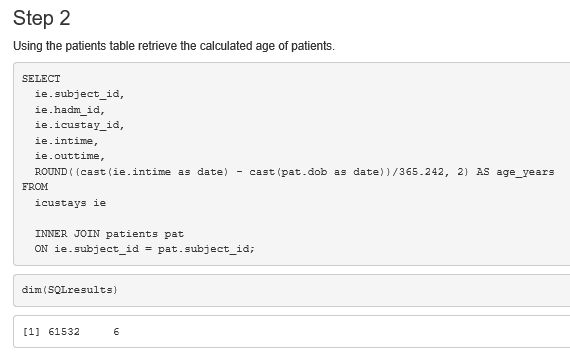 Step 2
Using the patients table retrieve the calculated age of patients.
SELECT
ie.subject_id,
ie.hadm_id,
ie.icustay_id,
ie.intime,
ie.outtime,
ROUND((cast(ie.intime as date) - cast(pat.dob as date))/365.242, 2) AS age_years
FROM
icustays ie
INNER JOIN patients pat
ON ie.subject_id = pat.subject_id;
dim(SQLresults)
[1] 61532 6